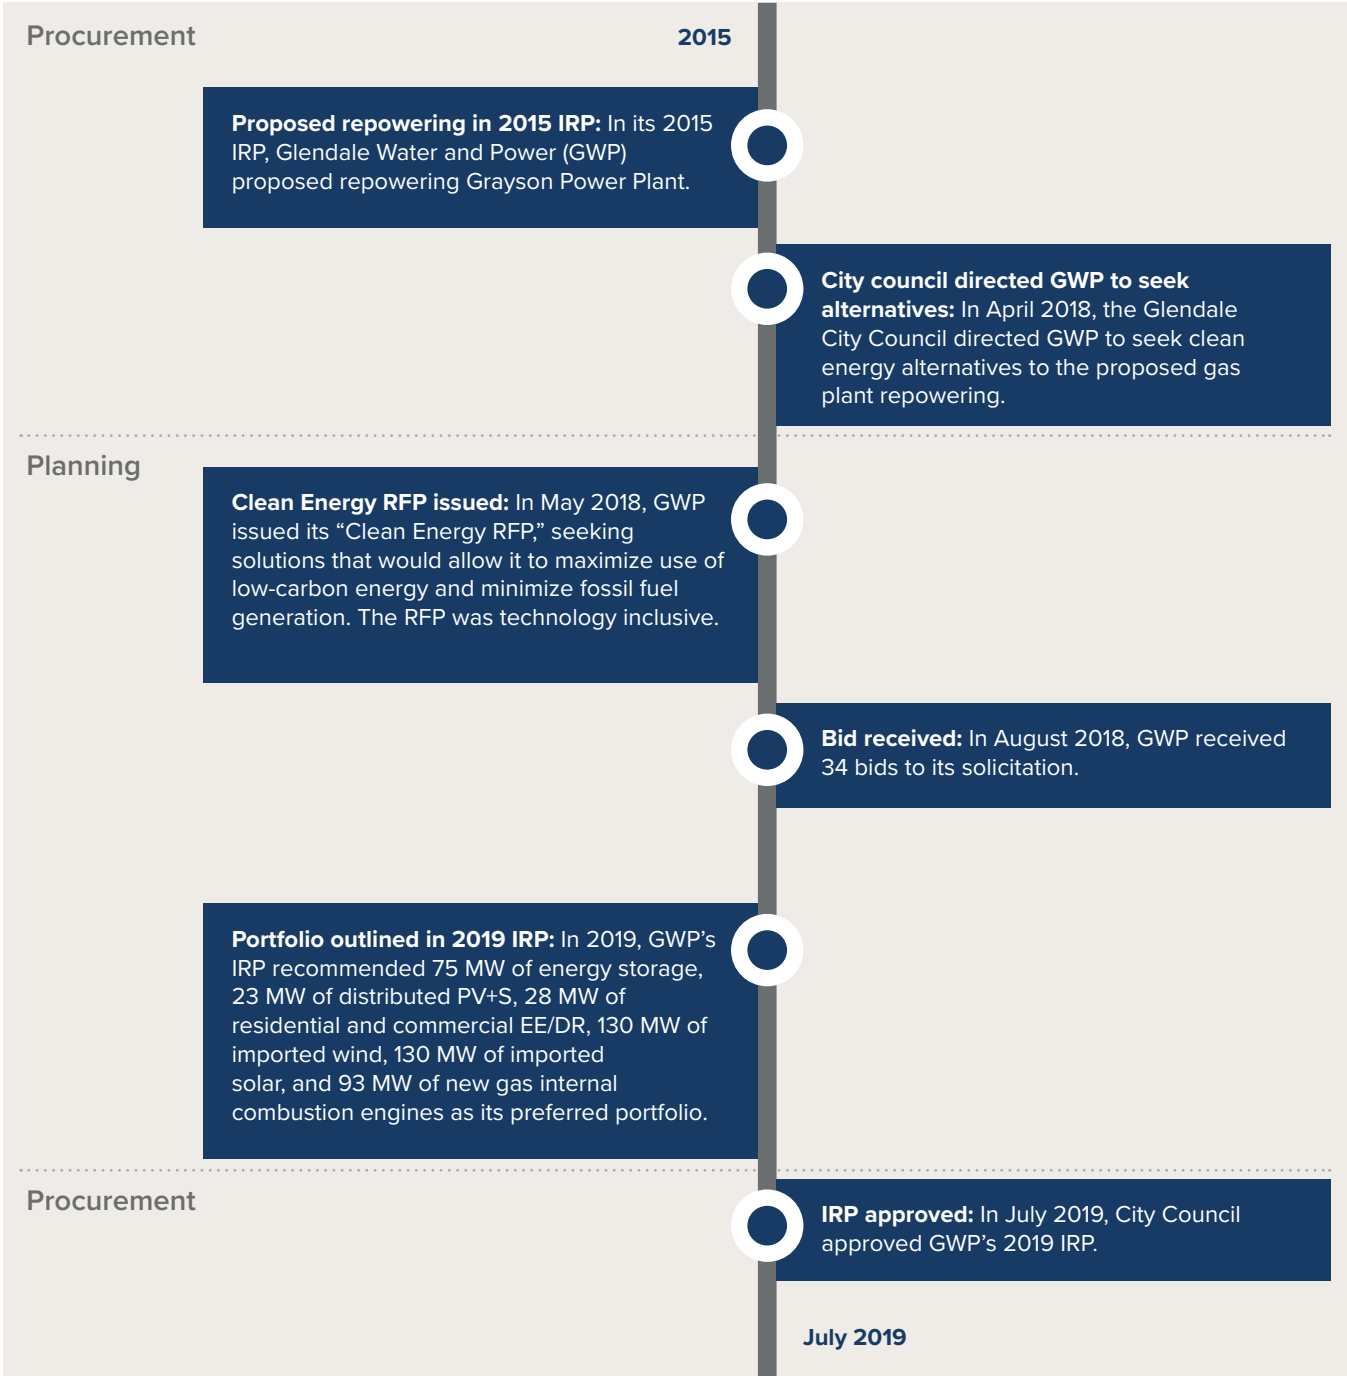 Procurement
2015
Proposed repowering in 2015 IRP: In its 2015
IRP, Glendale Water and Power (GWP)
proposed repowering Grayson Power Plant.
City council directed GWP to seek
alternatives: In April 2018, the Glendale
City Council directed GWP to seek clean
energy alternatives to the proposed gas
plant repowering.
Planning
Clean Energy RFP issued: In May 2018, GWP
issued its “Clean Energy RFP,” seeking
solutions that would allow it to maximize use of
low-carbon energy and minimize fossil fuel
generation. The RFP was technology inclusive.
Bid received: In August 2018, GWP received
34 bids to its solicitation.
Portfolio outlined in 2019 IRP: In 2019, GWP’s
IRP recommended 75 MW of energy storage,
23 MW of distributed PV+S, 28 MW of
residential and commercial EE/DR, 130 MW of
imported wind, 130 MW of imported
solar, and 93 MW of new gas internal
combustion engines as its preferred portfolio.
Procurement
IRP approved: In July 2019, City Council
approved GWP’s 2019 IRP.
July 2019